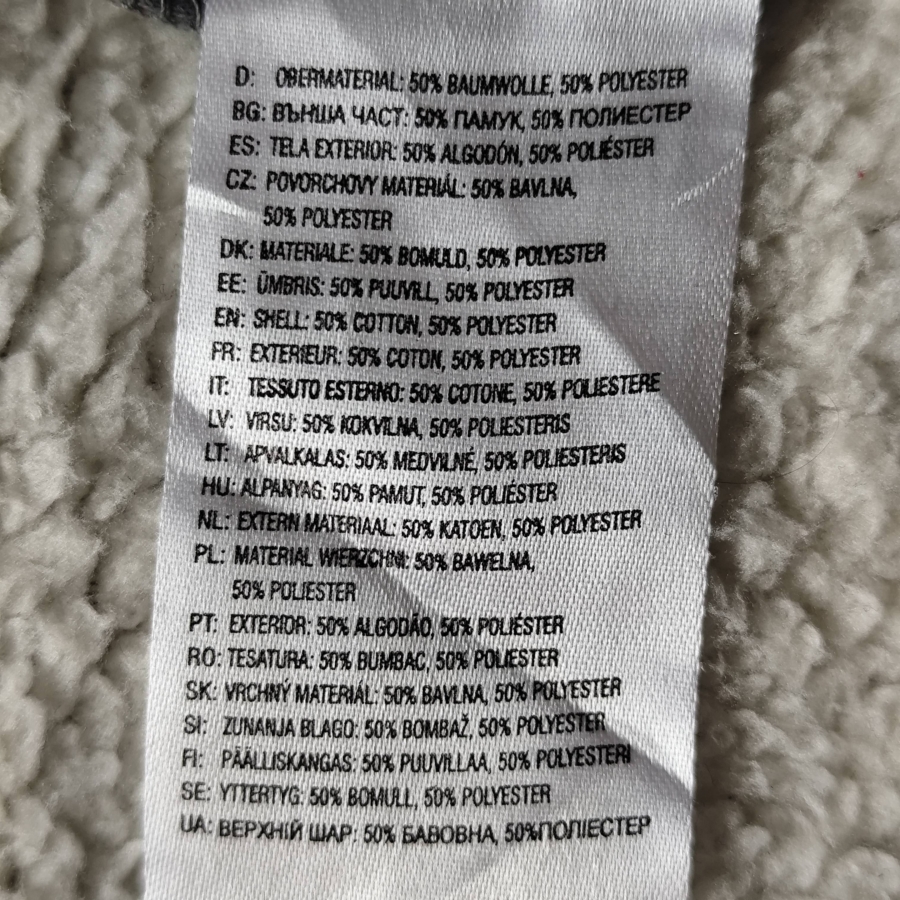 D: OBERMATERIAL: 50% BAUMWOLLE, 50% POLYESTER
BG: ВЪНША ЧАСТ: 50% ПАМУК, 50% ПОЛИЕСТЕР
ES: TELA EXTERIOR: 50% ALGODÓN, 50% POLIÉSTER
CZ: POVORCHOVY MATERIÁL: 50% BAVLNA,
50% POLYESTER
DK: MATERIALE: 50% BOMULD, 50% POLYESTER
EE: ÜMBRIS: 50% PUUVILL, 50% POLYESTER
EN: SHELL: 50% COTTON, 50% POLYESTER
FR: EXTERIEUR: 50% COTON, 50% POLYESTER
IT: TESSUTO ESTERNO: 50% COTONE, 50% POLIESTERE
LV: VIRSU: 50% KOKVILNA, 50% POLIESTERIS
LT: APVALKALAS: 50% MEDVILNĖ, 50% POLIESTERIS
HU: ALPANYAG: 50% PAMUT, 50% POLIÉSTER
NL: EXTERN MATERIAAL: 50% KATOEN, 50% POLYESTER
PL: MATERIAL WIERZCHNI: 50% BAWEŁNA,
50% POLIESTER
PT: EXTERIOR: 50% ALGODÃO, 50% POLIÉSTER
RO: TESATURA: 50% BUMBAC, 50% POLIESTER
SK: VRCHNÝ MATERIÁL: 50% BAVLNA, 50% POLYESTER
SI: ZUNANJA BLAGO: 50% BOMBAŽ, 50% POLYESTER
FI: PÄÄLLISKANGAS: 50% PUUVILLAA, 50% POLYESTERI
SE: YTTERTYG: 50% BOMULL, 50% POLYESTER
UA: ВЕРХНІЙ ШАР: 50% БАВОВНА, 50%ПОЛІЕСТЕР